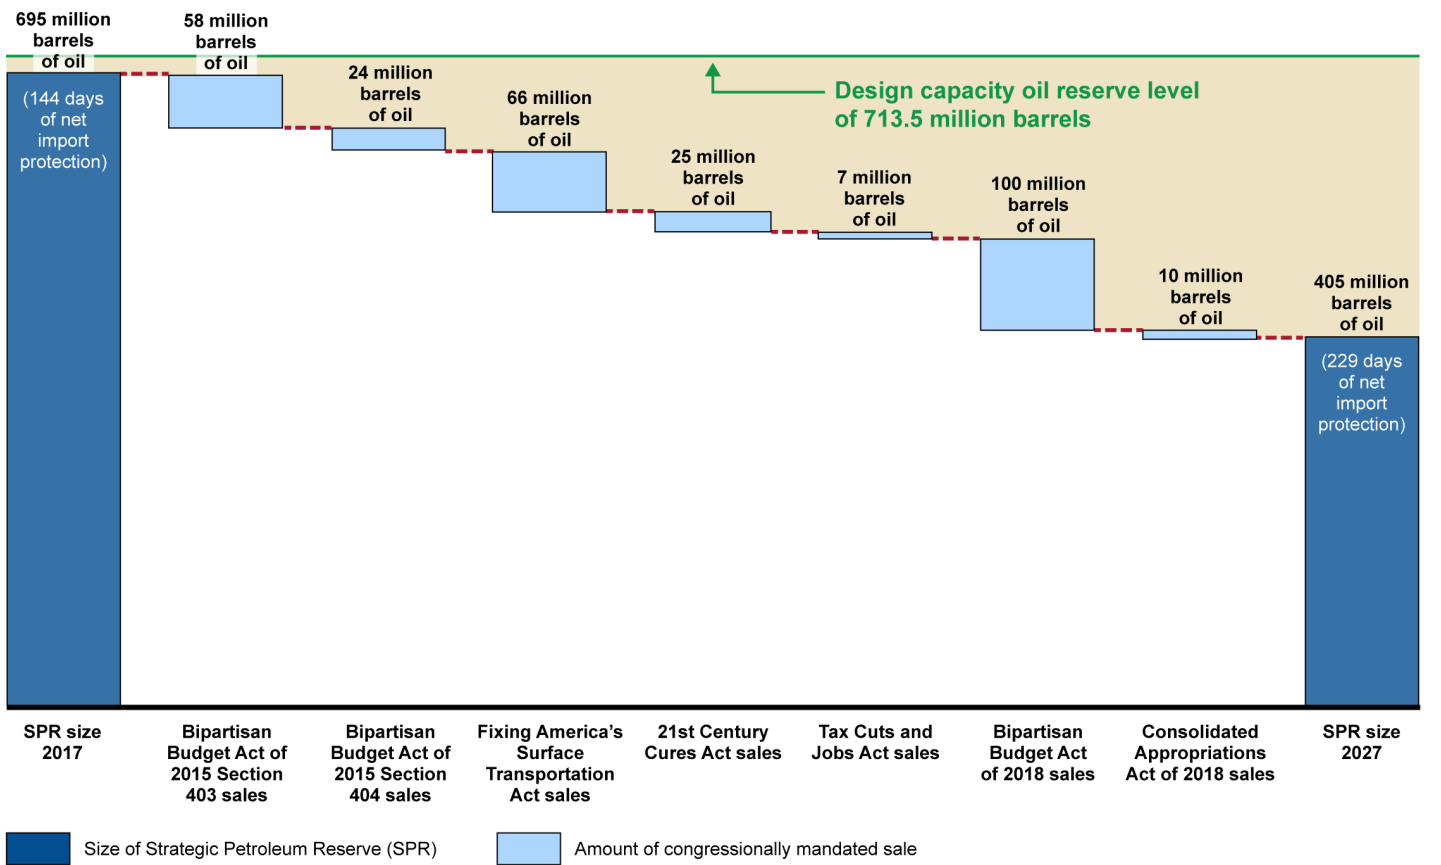 695 million
barrels
of oil
(144 days
of net
import
protection)
58 million
barrels
of oil
24 million
barrels
of oil
66 million
barrels
of oil
25 million
barrels
of oil
7 million
barrels
of oil
100 million
barrels
of oil
10 million
barrels
of oil
405 million
barrels
of oil
(229 days
of net
import
protection)
Design capacity oil reserve level
of 713.5 million barrels
SPR size
2017
Bipartisan
Budget Act of
2015 Section
403 sales
Bipartisan
Budget Act of
2015 Section
404 sales
Fixing America’s
Surface
Transportation
Act sales
21st Century
Cures Act sales
Tax Cuts and
Jobs Act sales
Bipartisan
Budget Act
of 2018 sales
Consolidated
Appropriations
Act of 2018 sales
SPR size
2027
Size of Strategic Petroleum Reserve (SPR)
Amount of congressionally mandated sale